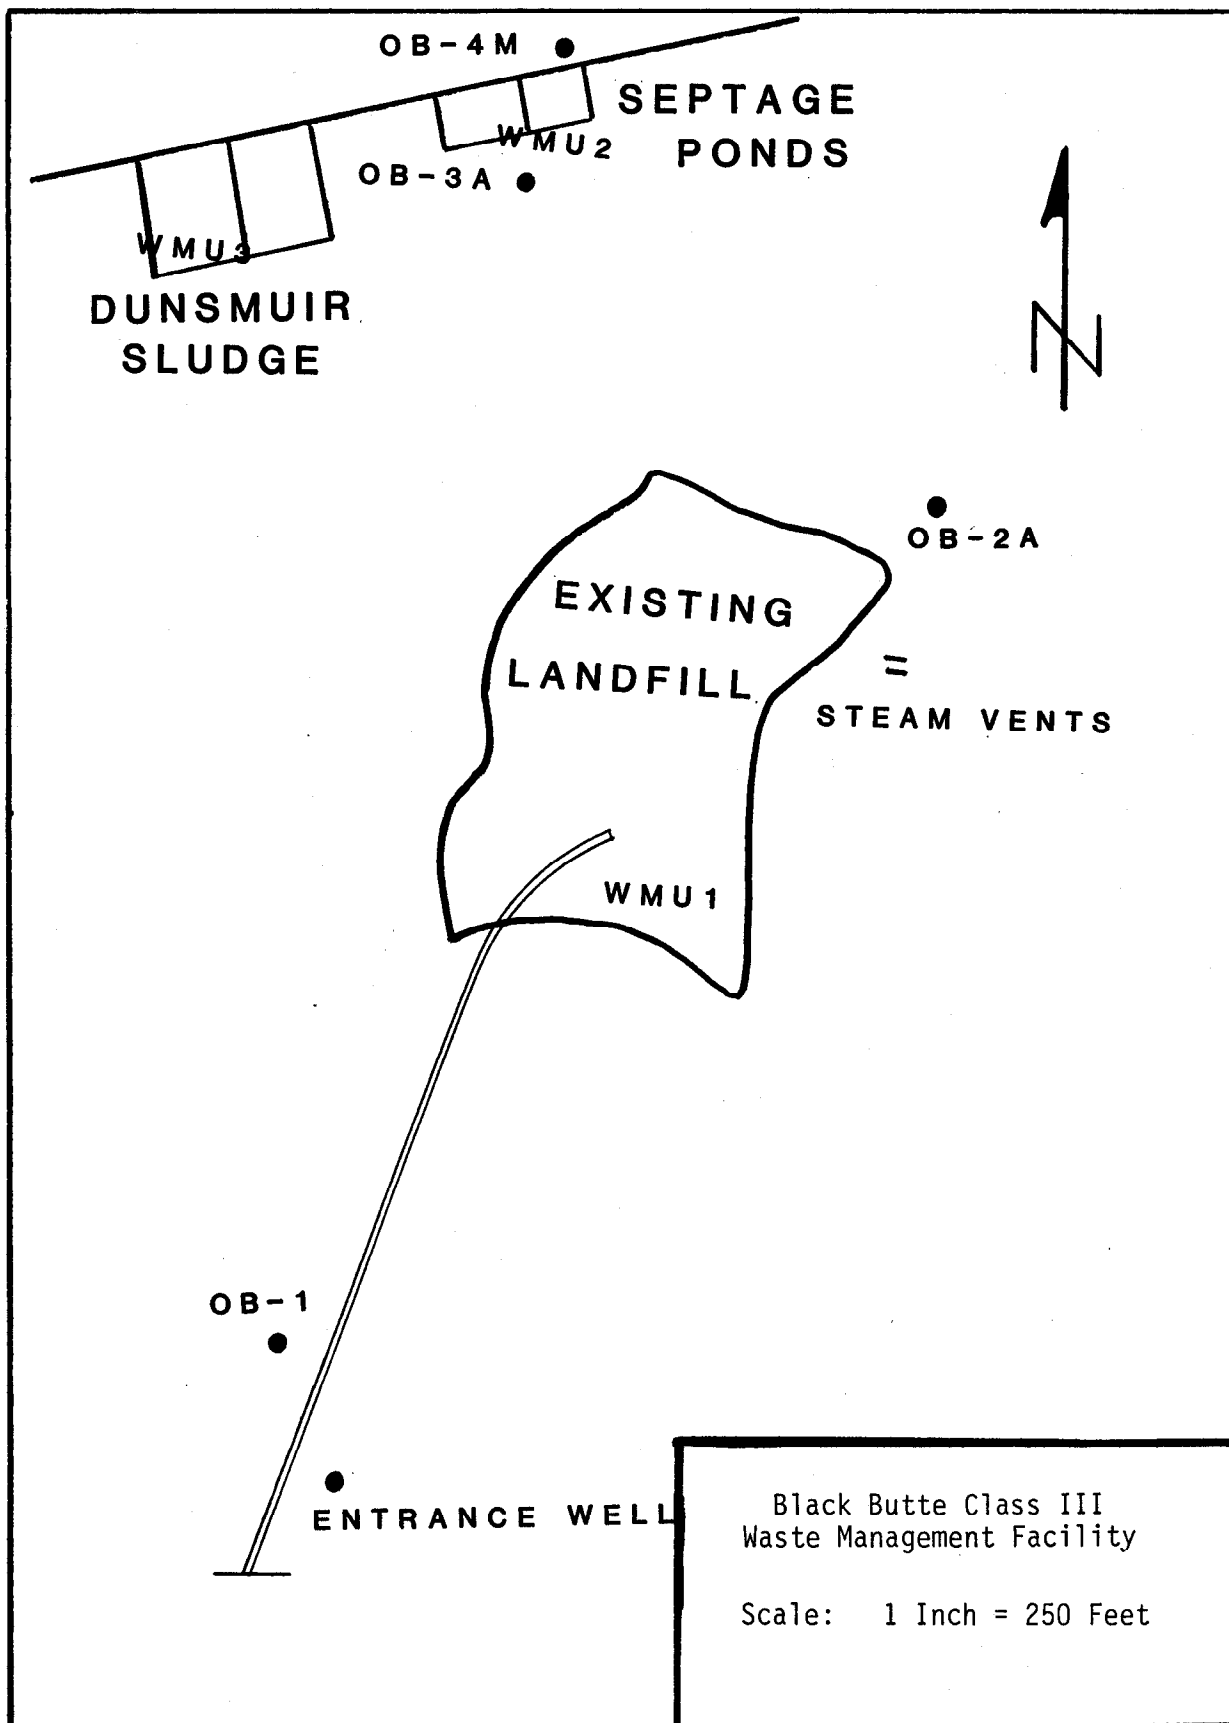 OB-4M
SEPTAGE
PONDS
WMU2
OB-3A
WMU3
DUNSMUIR
SLUDGE
N
OB-2A
EXISTING
LANDFILL
=
STEAM VENTS
WMU1
OB-1
ENTRANCE WELL
Black Butte Class III
Waste Management Facility
Scale: 1 Inch = 250 Feet